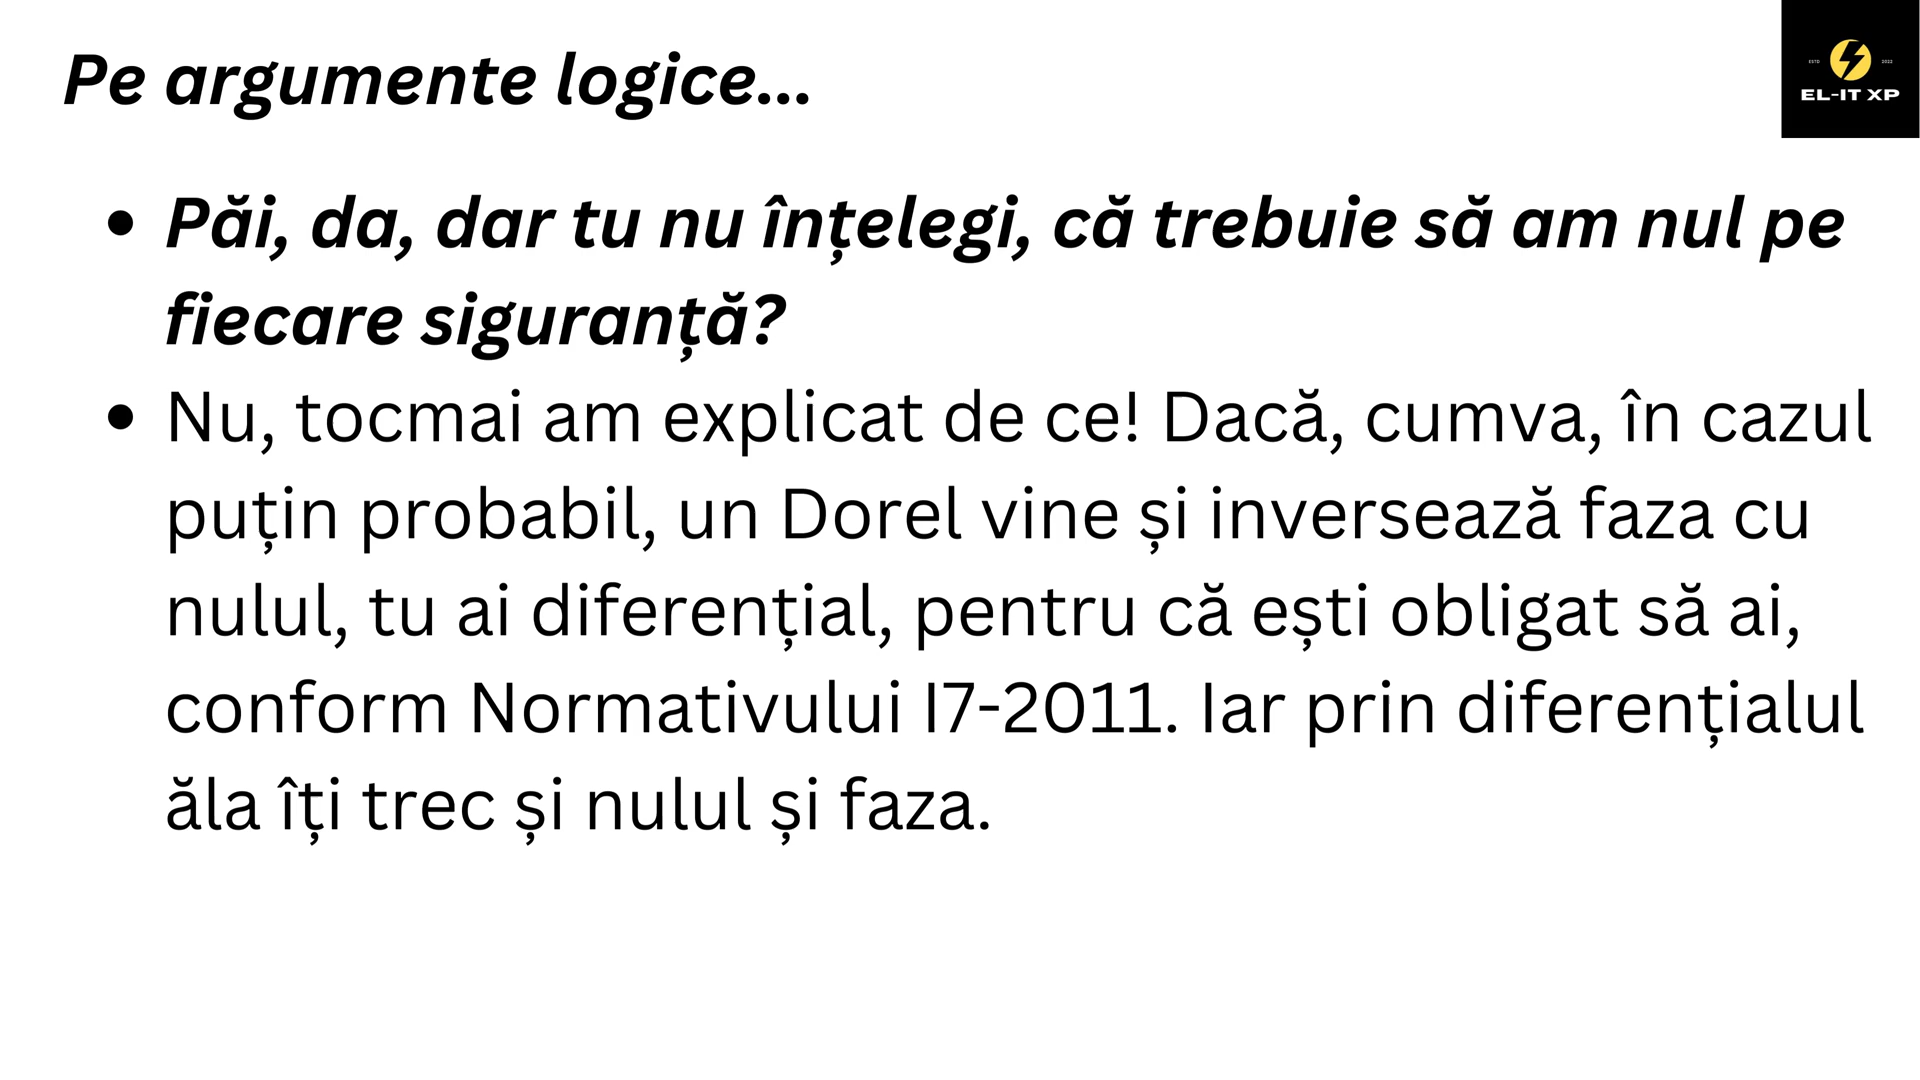 Pe argumente logice...
ESTD
2022
EL-IT XP
• Păi, da, dar tu nu înțelegi, că trebuie să am nul pe
fiecare siguranță?
• Nu, tocmai am explicat de ce! Dacă, cumva, în cazul
puțin probabil, un Dorel vine și inversează faza cu
nulul, tu ai diferențial, pentru că ești obligat să ai,
conform Normativului I7-2011. Iar prin diferențialul
ăla îți trec și nulul și faza.